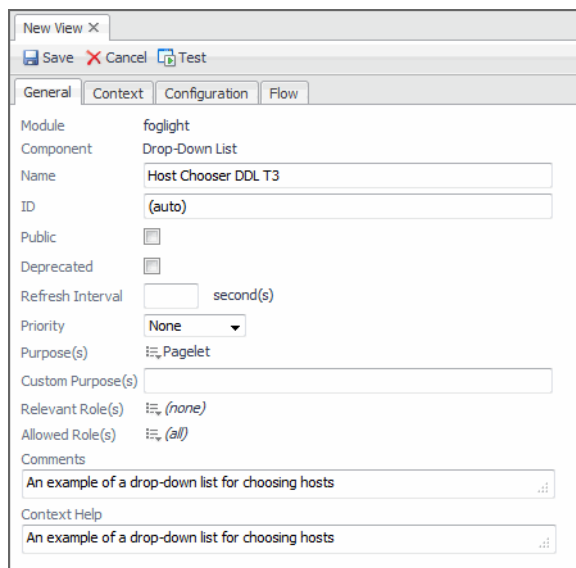 New View
Save Cancel Test
General Context Configuration Flow
Module foglight
Component Drop-Down List
Name Host Chooser DDL T3
ID (auto)
Public
Deprecated
Refresh Interval second(s)
Priority None
Purpose(s) Pagelet
Custom Purpose(s)
Relevant Role(s) (none)
Allowed Role(s) (all)
Comments
An example of a drop-down list for choosing hosts
Context Help
An example of a drop-down list for choosing hosts